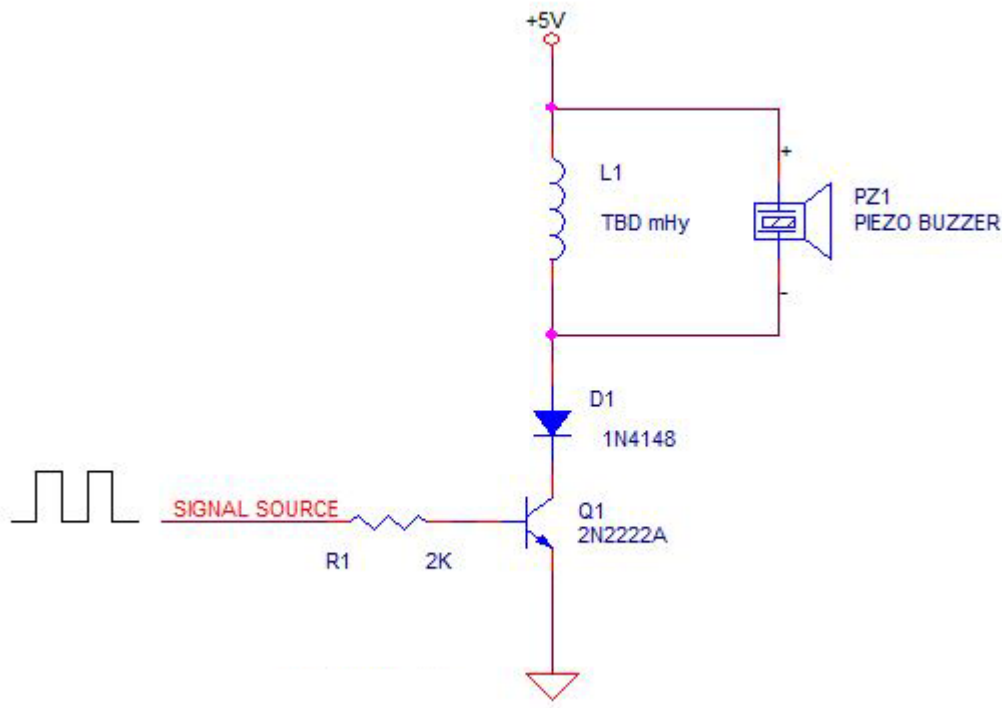 +5V
L1
TBD mHy
+
PZ1
PIEZO BUZZER
-
D1
1N4148
SIGNAL SOURCE
R1 2K
Q1
2N2222A